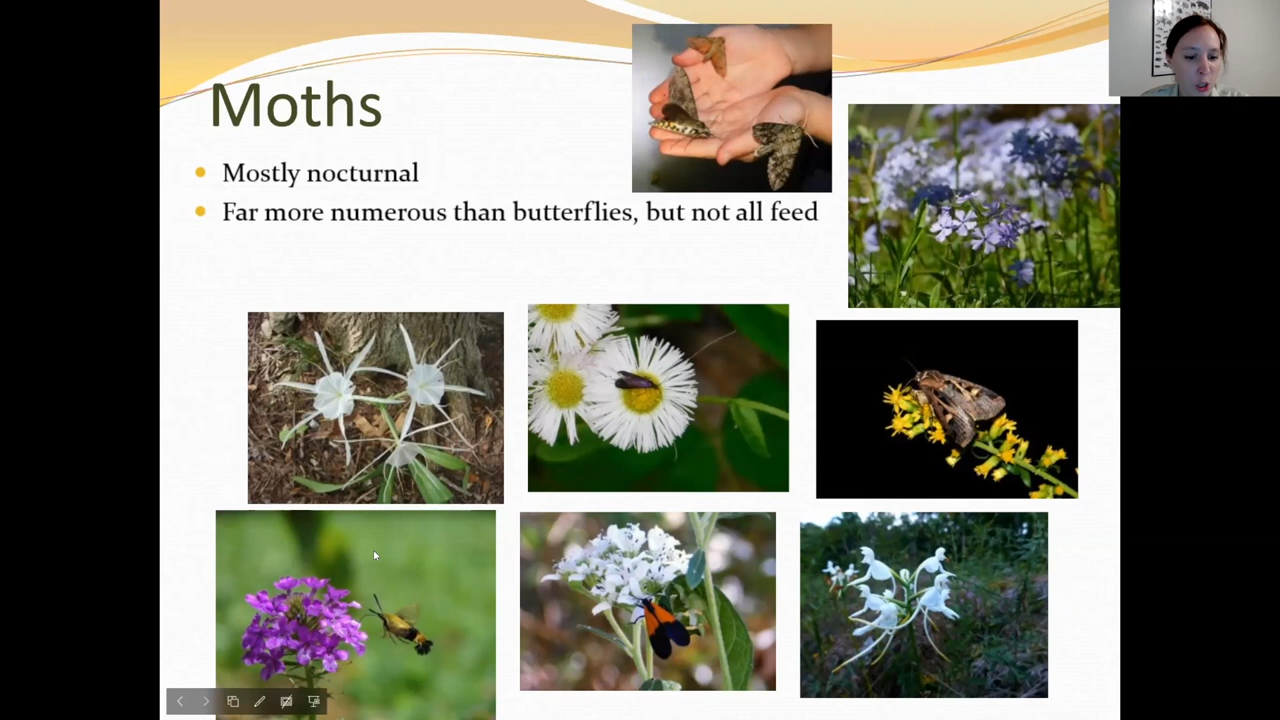 Moths
Mostly nocturnal
Far more numerous than butterflies, but not all feed